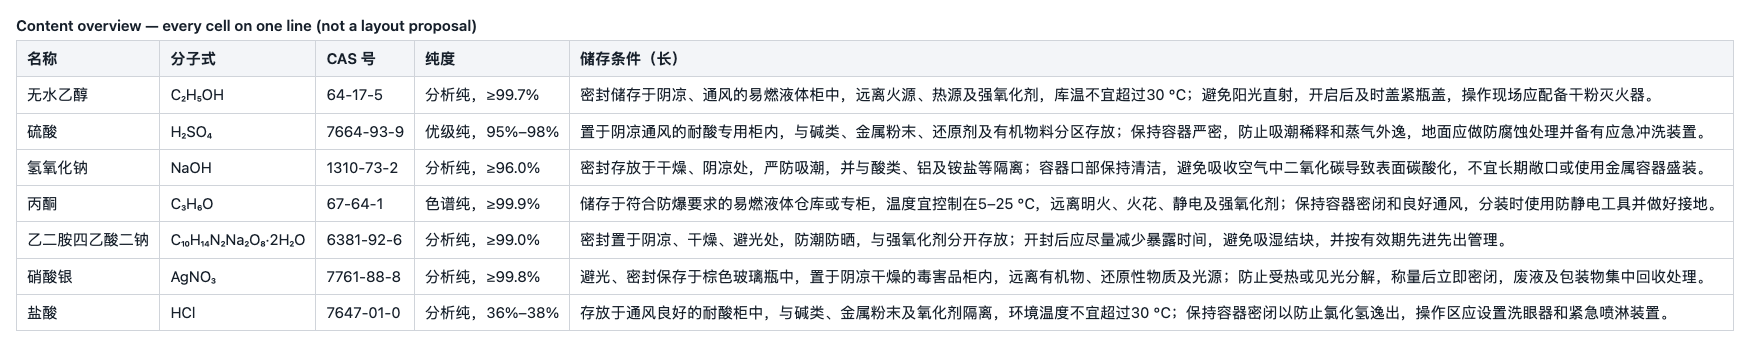 Content overview — every cell on one line (not a layout proposal)
名称 分子式 CAS 号 纯度 储存条件（长）
无水乙醇 C₂H₅OH 64-17-5 分析纯，≥99.7% 密封储存于阴凉、通风的易燃液体柜中，远离火源、热源及强氧化剂，库温不宜超过30 °C；避免阳光直射，开启后及时盖紧瓶盖，操作现场应配备干粉灭火器。
硫酸 H₂SO₄ 7664-93-9 优级纯，95%–98% 置于阴凉通风的耐酸专用柜内，与碱类、金属粉末、还原剂及有机物料分区存放；保持容器严密，防止吸潮稀释和蒸气外逸，地面应做防腐蚀处理并备有应急冲洗装置。
氢氧化钠 NaOH 1310-73-2 分析纯，≥96.0% 密封存放于干燥、阴凉处，严防吸潮，并与酸类、铝及铵盐等隔离；容器口部保持清洁，避免吸收空气中二氧化碳导致表面碳酸化，不宜长期敞口或使用金属容器盛装。
丙酮 C₃H₆O 67-64-1 色谱纯，≥99.9% 储存于符合防爆要求的易燃液体仓库或专柜，温度宜控制在5–25 °C，远离明火、火花、静电及强氧化剂；保持容器密闭和良好通风，分装时使用防静电工具并做好接地。
乙二胺四乙酸二钠 C₁₀H₁₄N₂Na₂O₈·2H₂O 6381-92-6 分析纯，≥99.0% 密封置于阴凉、干燥、避光处，防潮防晒，与强氧化剂分开存放；开封后应尽量减少暴露时间，避免吸湿结块，并按有效期先进先出管理。
硝酸银 AgNO₃ 7761-88-8 分析纯，≥99.8% 避光、密封保存于棕色玻璃瓶中，置于阴凉干燥的毒害品柜内，远离有机物、还原性物质及光源；防止受热或见光分解，称量后立即密闭，废液及包装物集中回收处理。
盐酸 HCl 7647-01-0 分析纯，36%–38% 存放于通风良好的耐酸柜中，与碱类、金属粉末及氧化剂隔离，环境温度不宜超过30 °C；保持容器密闭以防止氯化氢逸出，操作区应设置洗眼器和紧急喷淋装置。